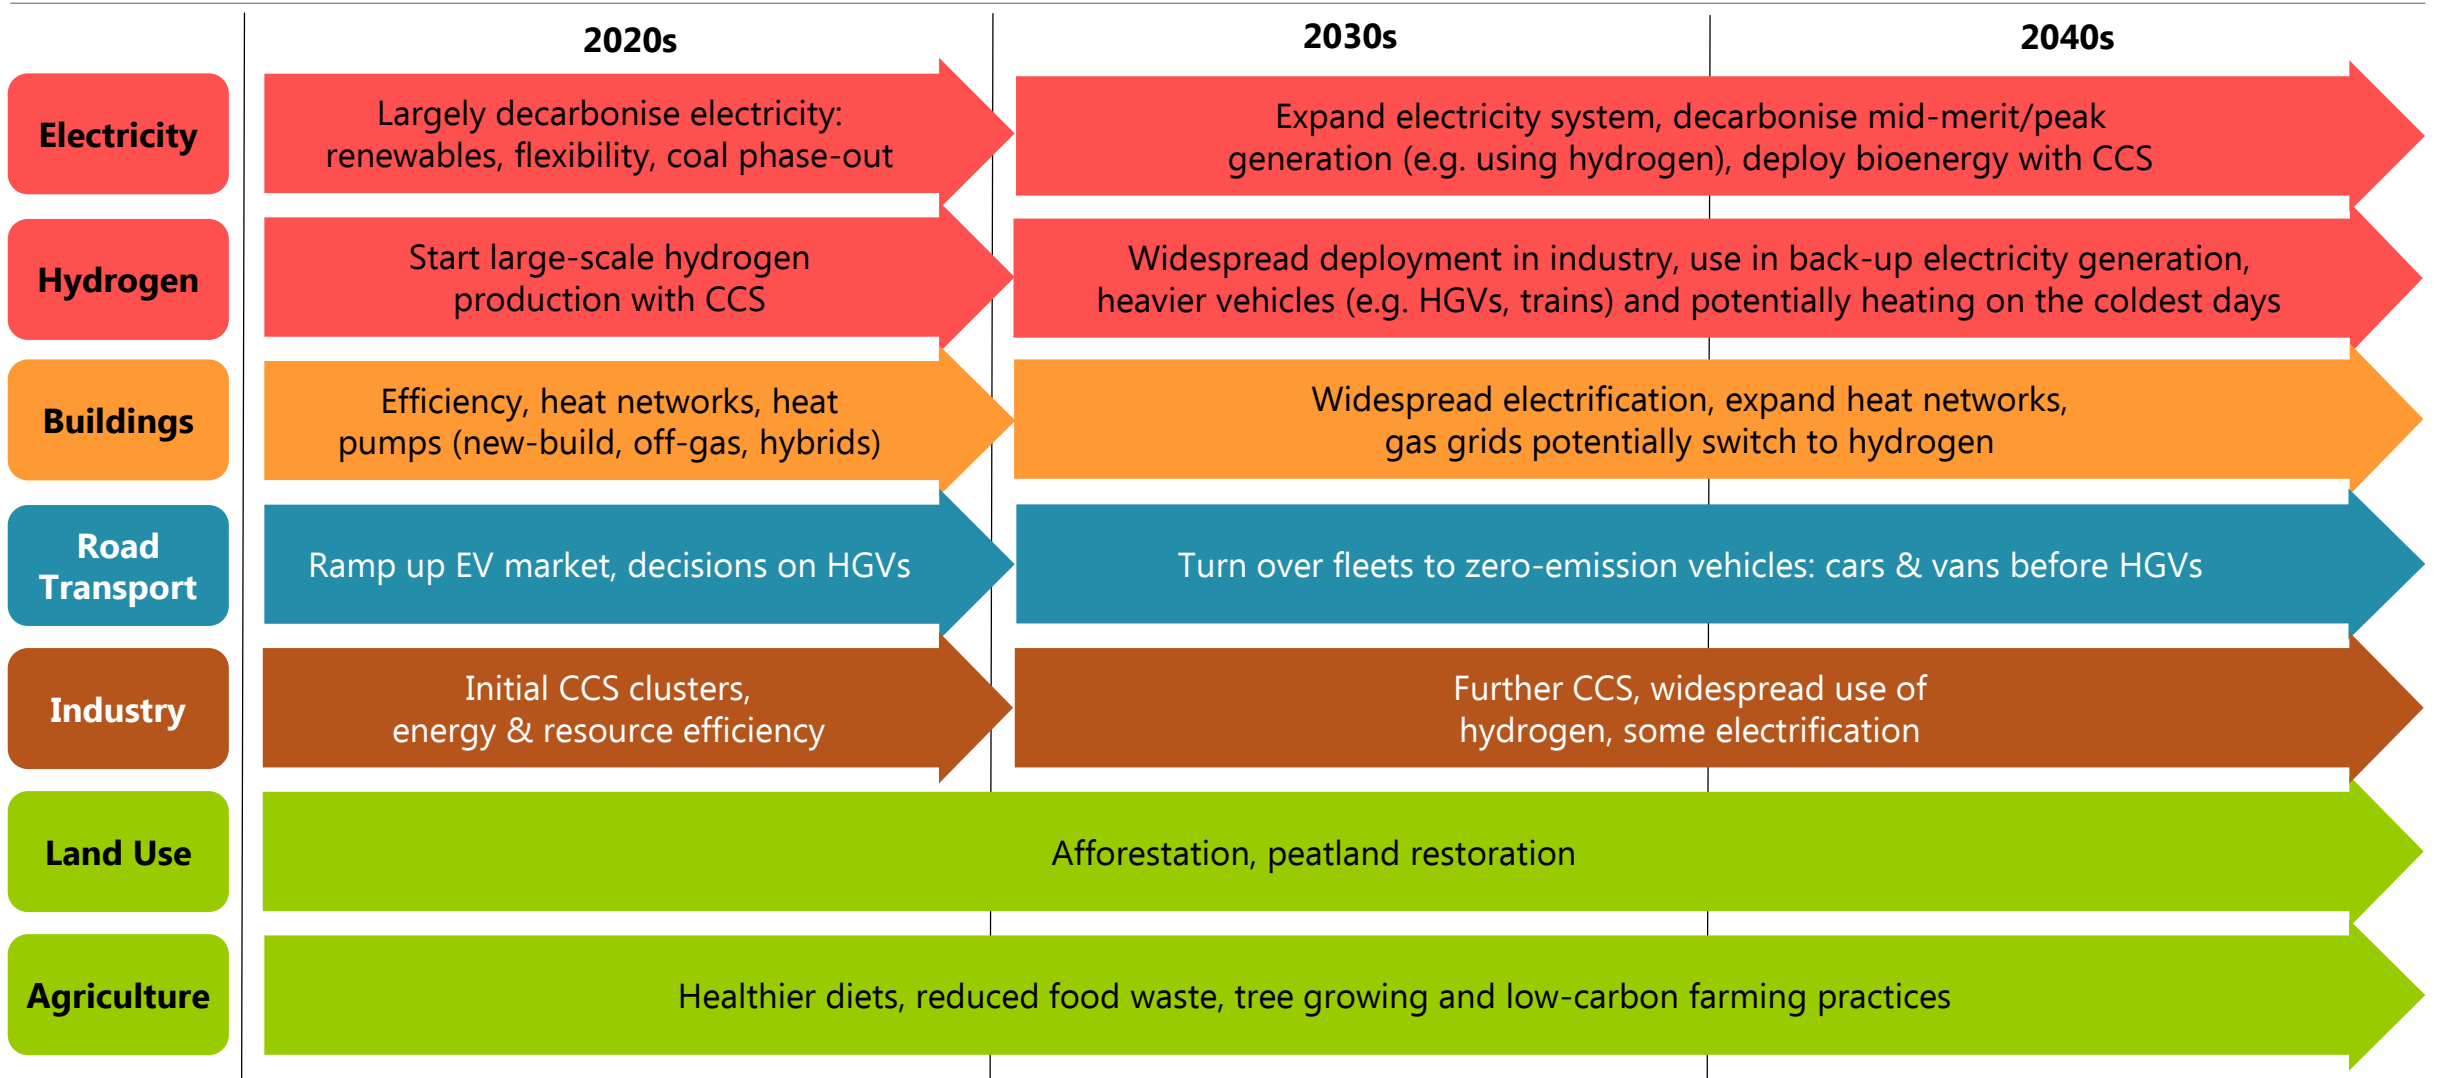 2020s
2030s
2040s
Electricity
Largely decarbonise electricity:
renewables, flexibility, coal phase-out
Expand electricity system, decarbonise mid-merit/peak
generation (e.g. using hydrogen), deploy bioenergy with CCS
Hydrogen
Start large-scale hydrogen
production with CCS
Widespread deployment in industry, use in back-up electricity generation,
heavier vehicles (e.g. HGVs, trains) and potentially heating on the coldest days
Buildings
Efficiency, heat networks, heat
pumps (new-build, off-gas, hybrids)
Widespread electrification, expand heat networks,
gas grids potentially switch to hydrogen
Road
Transport
Ramp up EV market, decisions on HGVs
Turn over fleets to zero-emission vehicles: cars & vans before HGVs
Industry
Initial CCS clusters,
energy & resource efficiency
Further CCS, widespread use of
hydrogen, some electrification
Land Use
Afforestation, peatland restoration
Agriculture
Healthier diets, reduced food waste, tree growing and low-carbon farming practices